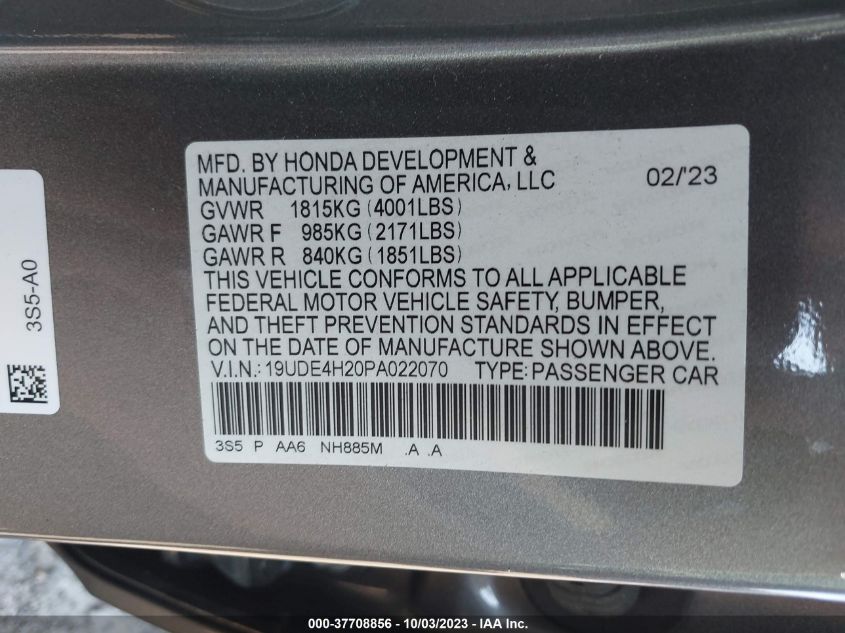 MFD. BY HONDA DEVELOPMENT &
MANUFACTURING OF AMERICA, LLC 02/'23
GVWR 1815KG (4001LBS)
GAWR F 985KG (2171LBS)
GAWR R 840KG (1851LBS)
THIS VEHICLE CONFORMS TO ALL APPLICABLE
FEDERAL MOTOR VEHICLE SAFETY, BUMPER,
AND THEFT PREVENTION STANDARDS IN EFFECT
ON THE DATE OF MANUFACTURE SHOWN ABOVE.
V.I.N.: 19UDE4H20PA022070 TYPE: PASSENGER CAR
3S5 P AA6 NH885M .A .A
3S5-A0
000-37708856 - 10/03/2023 - IAA Inc.